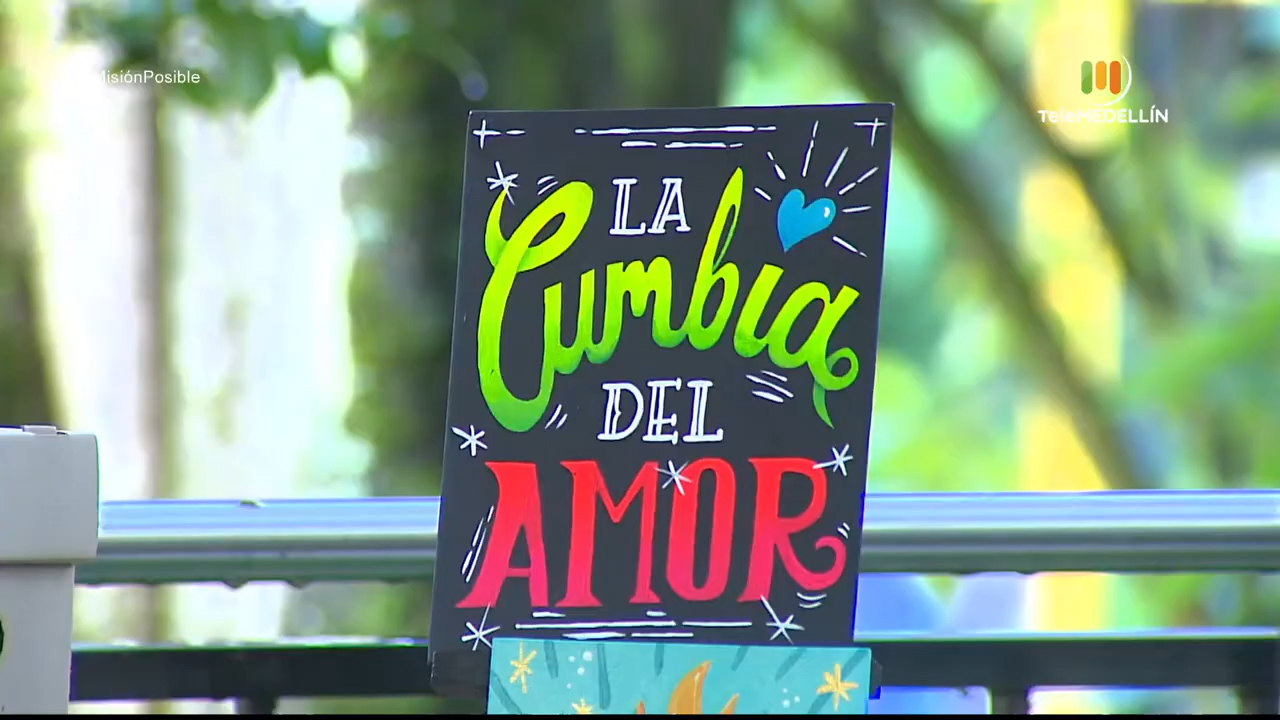 MisiónPosible
TeleMEDELLÍN
LA
Cumbia
DEL
AMOR